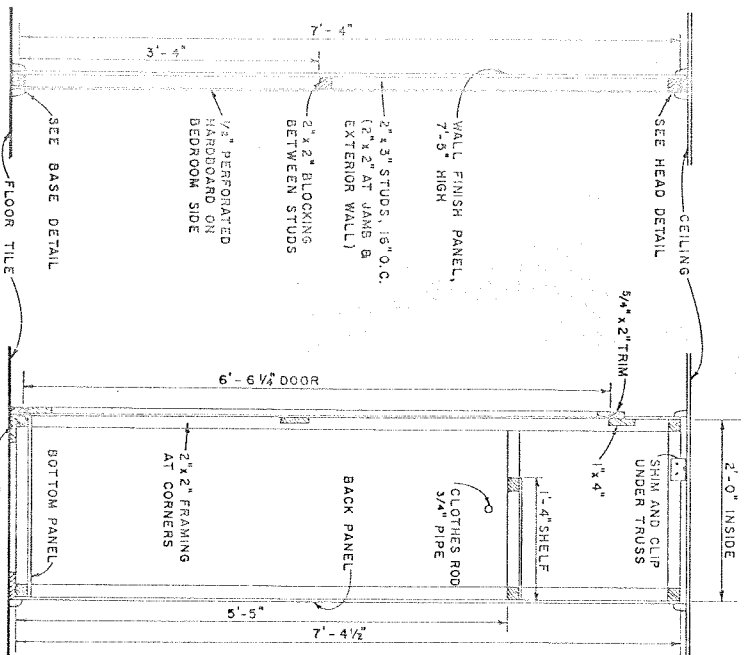 7'-4"
3'-4"
SEE HEAD DETAIL
CEILING
WALL FINISH PANEL,
7'-5" HIGH
2" x 3" STUDS, 16" O.C.
(2" x 2" AT JAMB &
EXTERIOR WALL)
2" x 2" BLOCKING
BETWEEN STUDS
PERFORATED
HARDBOARD ON
BEDROOM SIDE
SEE BASE DETAIL
FLOOR TILE
5/4" x 2" TRIM
6'-6 1/4" DOOR
2'-0" INSIDE
SHIM AND CLIP
UNDER TRUSS
1" x 4"
1'-4" SHELF
CLOTHES ROD
3/4" PIPE
BACK PANEL
2" x 2" FRAMING
AT CORNERS
BOTTOM PANEL
5'-5"
7'-4 1/2"